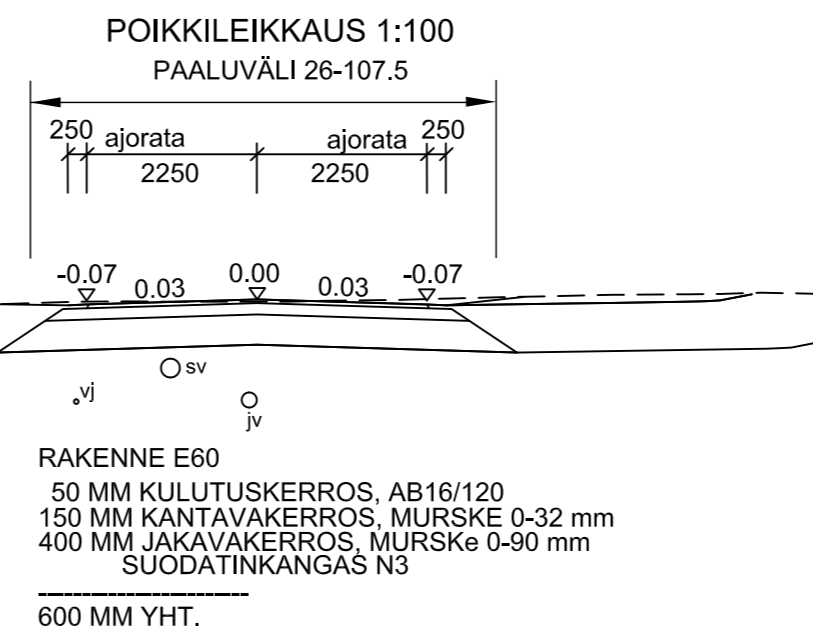 POIKKILEIKKAUS 1:100
PAALUVÄLI 26-107.5
250 ajorata ajorata 250
2250 2250
-0.07 0.03 0.00 0.03 -0.07
sv
vj
jv
RAKENNE E60
50 MM KULUTUSKERROS, AB16/120
150 MM KANTAVAKERROS, MURSKE 0-32 mm
400 MM JAKAVAKERROS, MURSKe 0-90 mm
SUODATINKANGAS N3
------------------------
600 MM YHT.